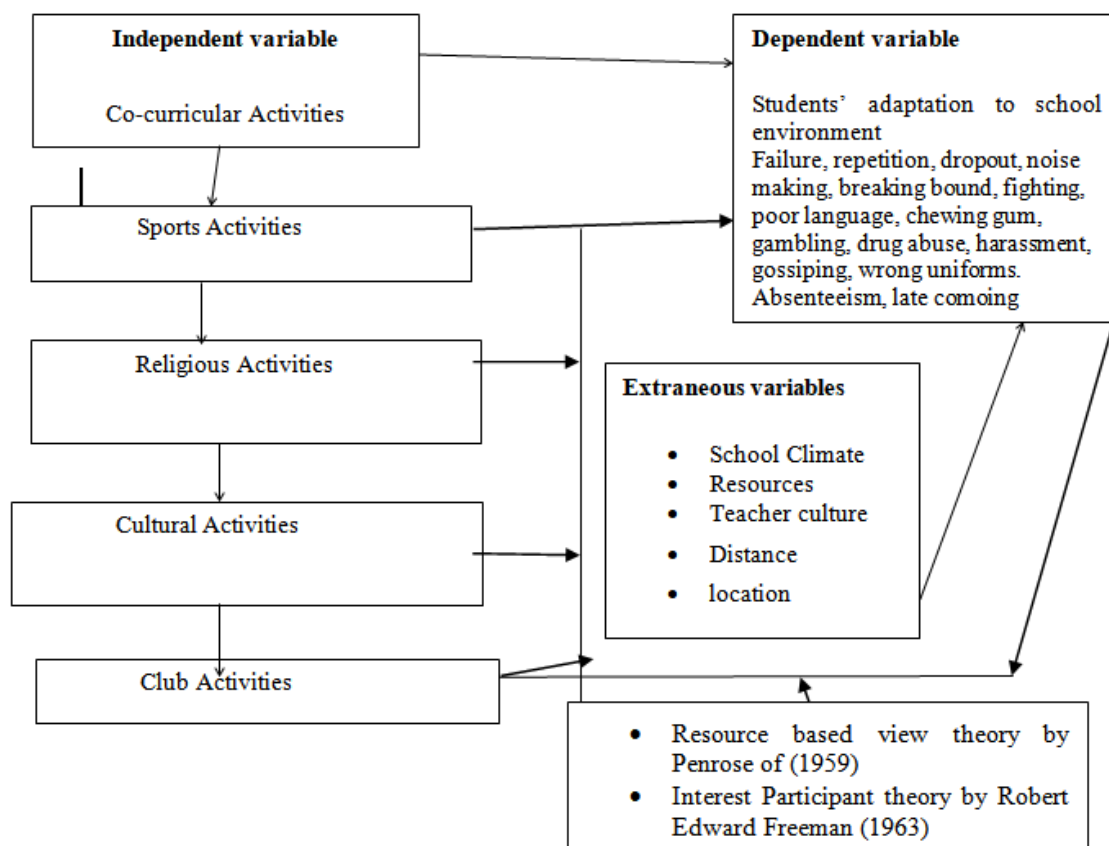 Independent variable
Co-curricular Activities
Sports Activities
Religious Activities
Cultural Activities
Club Activities
Dependent variable
Students’ adaptation to school
environment
Failure, repetition, dropout, noise
making, breaking bound, fighting,
poor language, chewing gum,
gambling, drug abuse, harassment,
gossiping, wrong uniforms.
Absenteeism, late comoing
Extraneous variables
• School Climate
• Resources
• Teacher culture
• Distance
• location
• Resource based view theory by
Penrose of (1959)
• Interest Participant theory by Robert
Edward Freeman (1963)